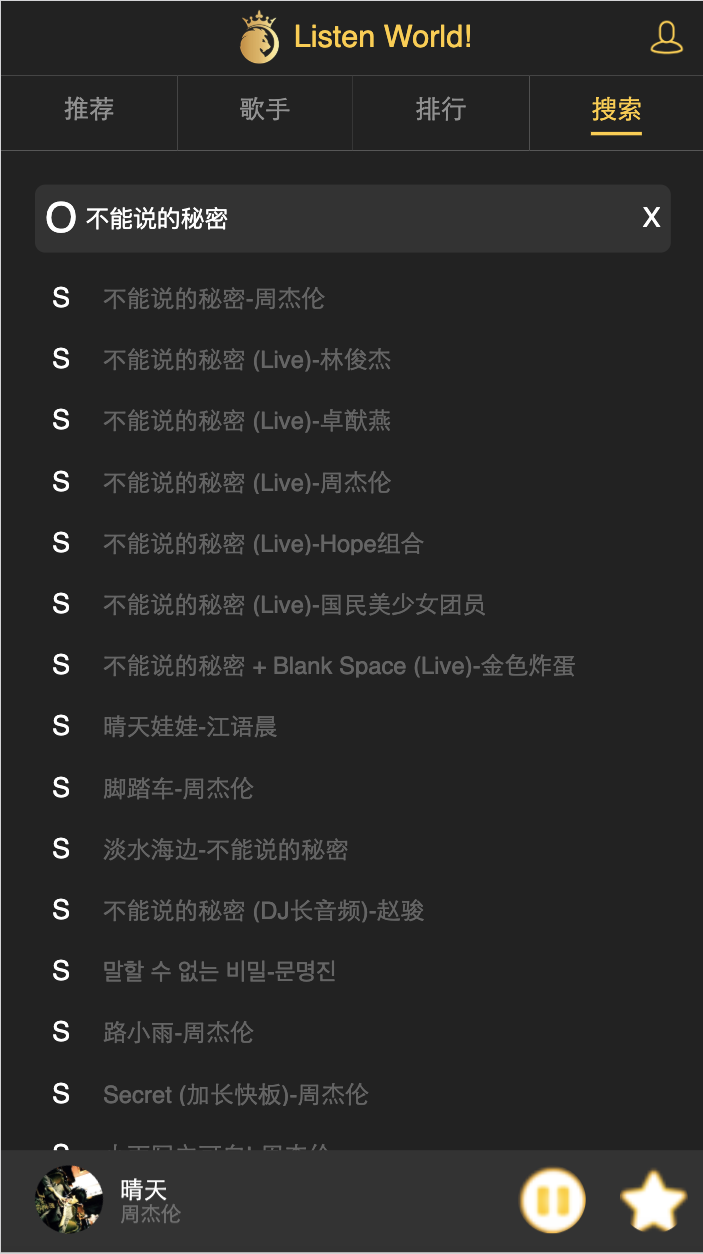 Listen World!
推荐 歌手 排行 搜索
O 不能说的秘密 X
S 不能说的秘密-周杰伦
S 不能说的秘密 (Live)-林俊杰
S 不能说的秘密 (Live)-卓猷燕
S 不能说的秘密 (Live)-周杰伦
S 不能说的秘密 (Live)-Hope组合
S 不能说的秘密 (Live)-国民美少女团员
S 不能说的秘密 + Blank Space (Live)-金色炸蛋
S 晴天娃娃-江语晨
S 脚踏车-周杰伦
S 淡水海边-不能说的秘密
S 不能说的秘密 (DJ长音频)-赵骏
S 말할 수 없는 비밀-문명진
S 路小雨-周杰伦
S Secret (加长快板)-周杰伦
晴天
周杰伦